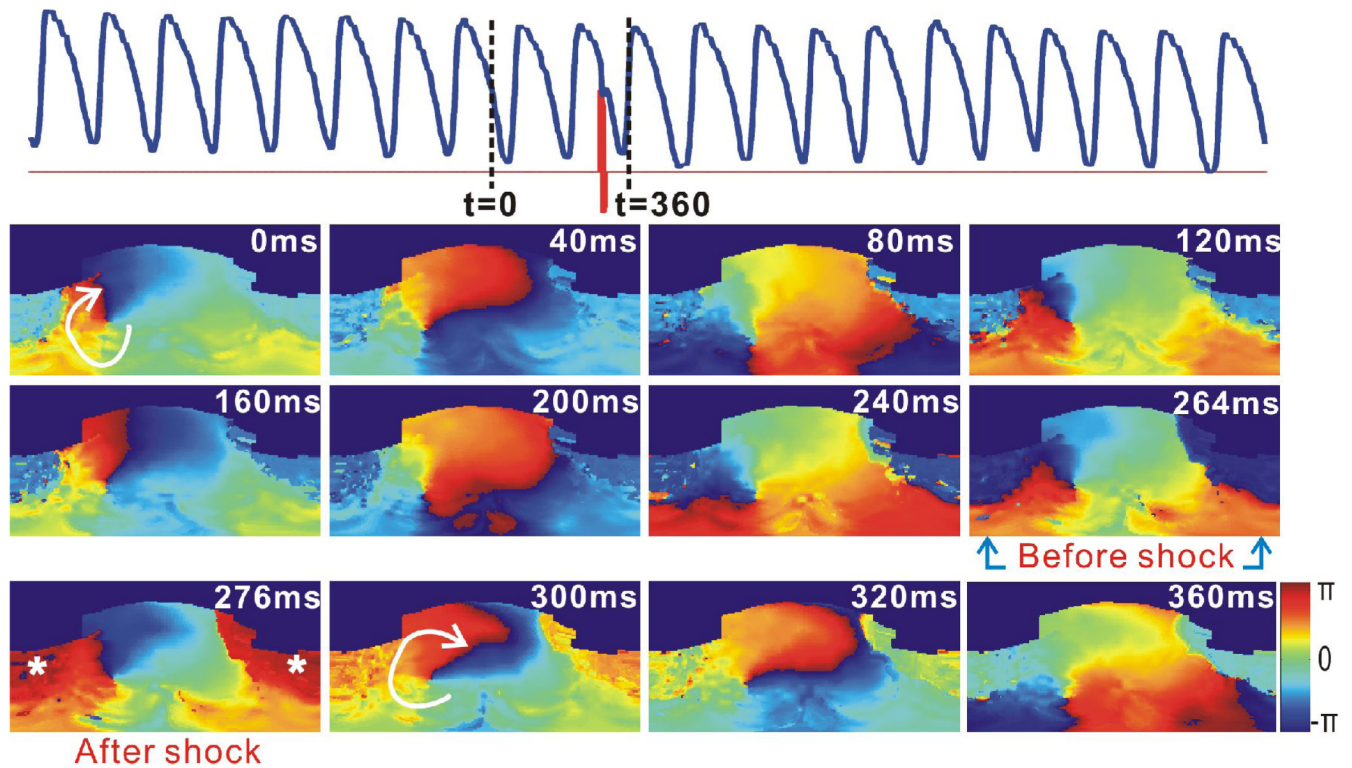 t=0 t=360
0ms 40ms 80ms 120ms
160ms 200ms 240ms 264ms
Before shock
276ms 300ms 320ms 360ms
* *
π
0
-π
After shock